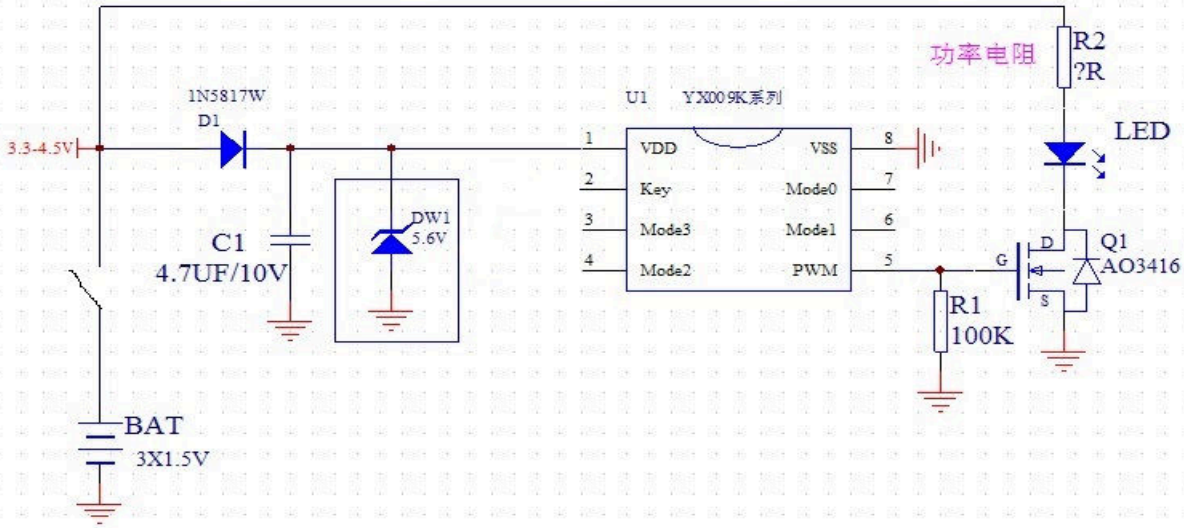 功率电阻
R2
?R
1N5817W
D1
U1 YX009K系列
LED
3.3-4.5V
1 VDD VSS 8
2 Key Mode0 7
3 Mode3 Mode1 6
4 Mode2 PWM 5
DW1
5.6V
C1
4.7UF/10V
G
D
S
Q1
AO3416
R1
100K
BAT
3X1.5V